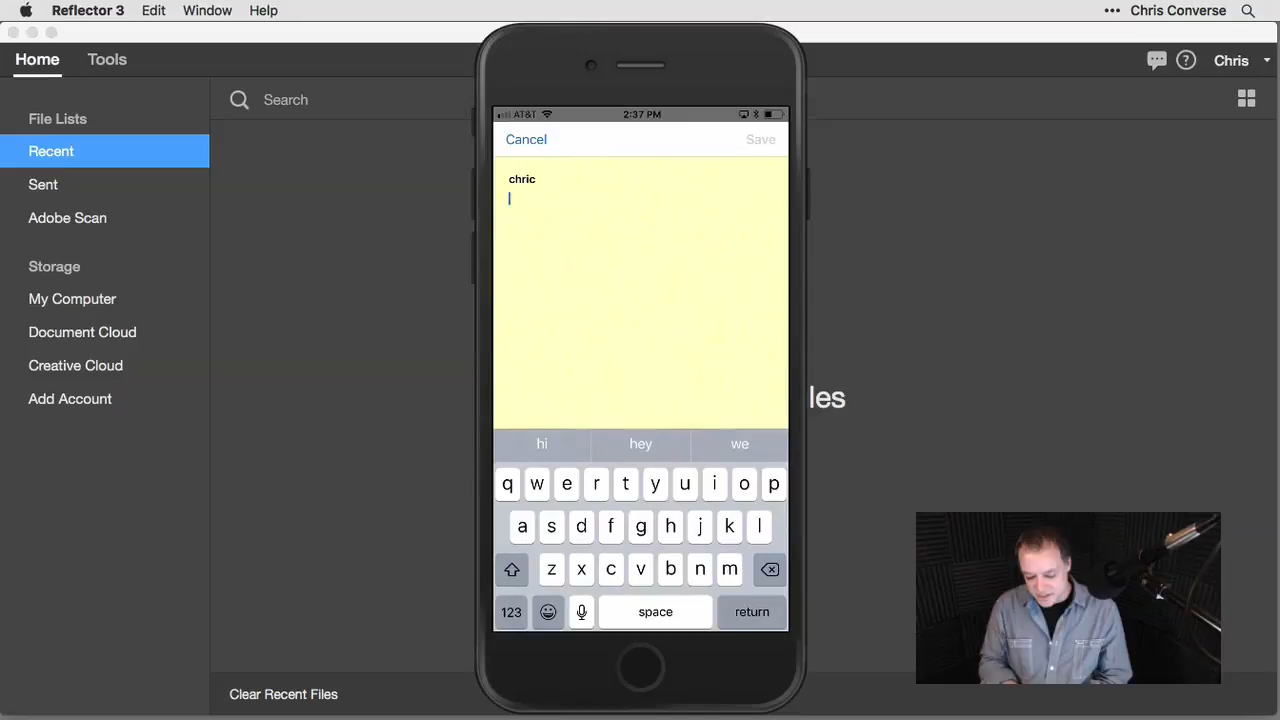 Reflector 3 Edit Window Help
Chris Converse
Home Tools
Chris
File Lists
Search
Recent
Sent
Adobe Scan
Storage
My Computer
Document Cloud
Creative Cloud
Add Account
Clear Recent Files
les
AT&T 2:37 PM
Cancel Save
chric
hi hey we
q w e r t y u i o p
a s d f g h j k l
z x c v b n m
123 space return